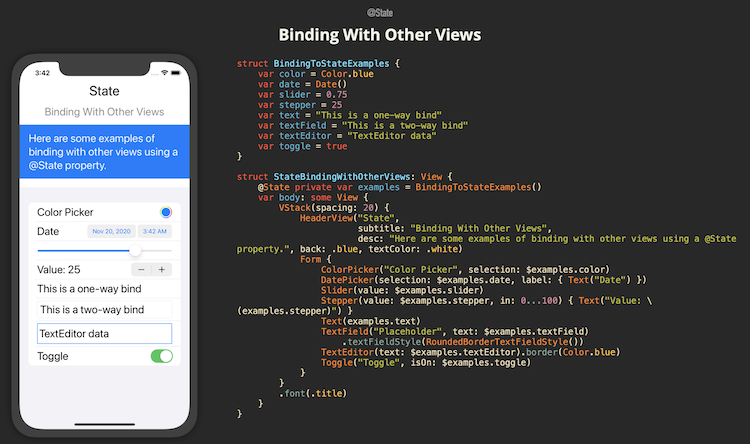 @State
Binding With Other Views
3:42
State
Binding With Other Views
Here are some examples of
binding with other views using a
@State property.
Color Picker
Date Nov 20, 2020 3:42 AM
Value: 25 − +
This is a one-way bind
This is a two-way bind
TextEditor data
Toggle
struct BindingToStateExamples {
var color = Color.blue
var date = Date()
var slider = 0.75
var stepper = 25
var text = "This is a one-way bind"
var textField = "This is a two-way bind"
var textEditor = "TextEditor data"
var toggle = true
}
struct StateBindingWithOtherViews: View {
@State private var examples = BindingToStateExamples()
var body: some View {
VStack(spacing: 20) {
HeaderView("State",
subtitle: "Binding With Other Views",
desc: "Here are some examples of binding with other views using a @State
property.", back: .blue, textColor: .white)
Form {
ColorPicker("Color Picker", selection: $examples.color)
DatePicker(selection: $examples.date, label: { Text("Date") })
Slider(value: $examples.slider)
Stepper(value: $examples.stepper, in: 0...100) { Text("Value: \
(examples.stepper)") }
Text(examples.text)
TextField("Placeholder", text: $examples.textField)
.textFieldStyle(RoundedBorderTextFieldStyle())
TextEditor(text: $examples.textEditor).border(Color.blue)
Toggle("Toggle", isOn: $examples.toggle)
}
}
.font(.title)
}
}